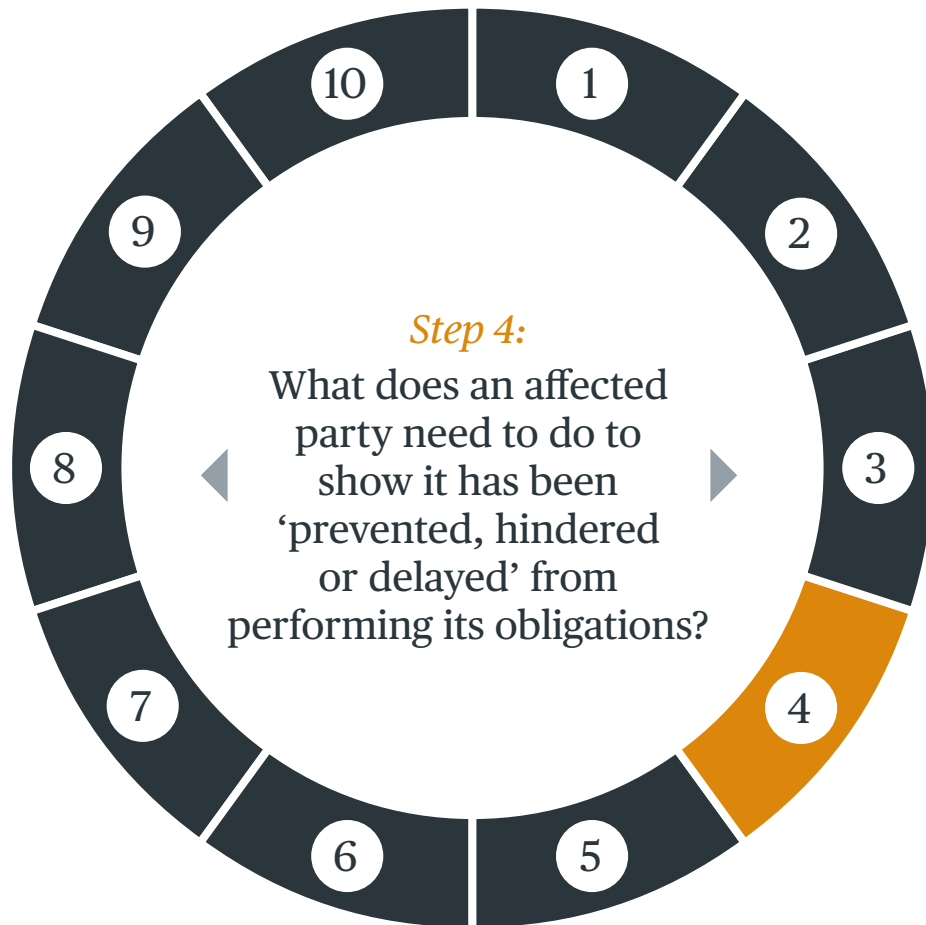 10
1
9
2
Step 4:
What does an affected
party need to do to
show it has been
‘prevented, hindered
or delayed’ from
performing its obligations?
8
3
7
4
6
5